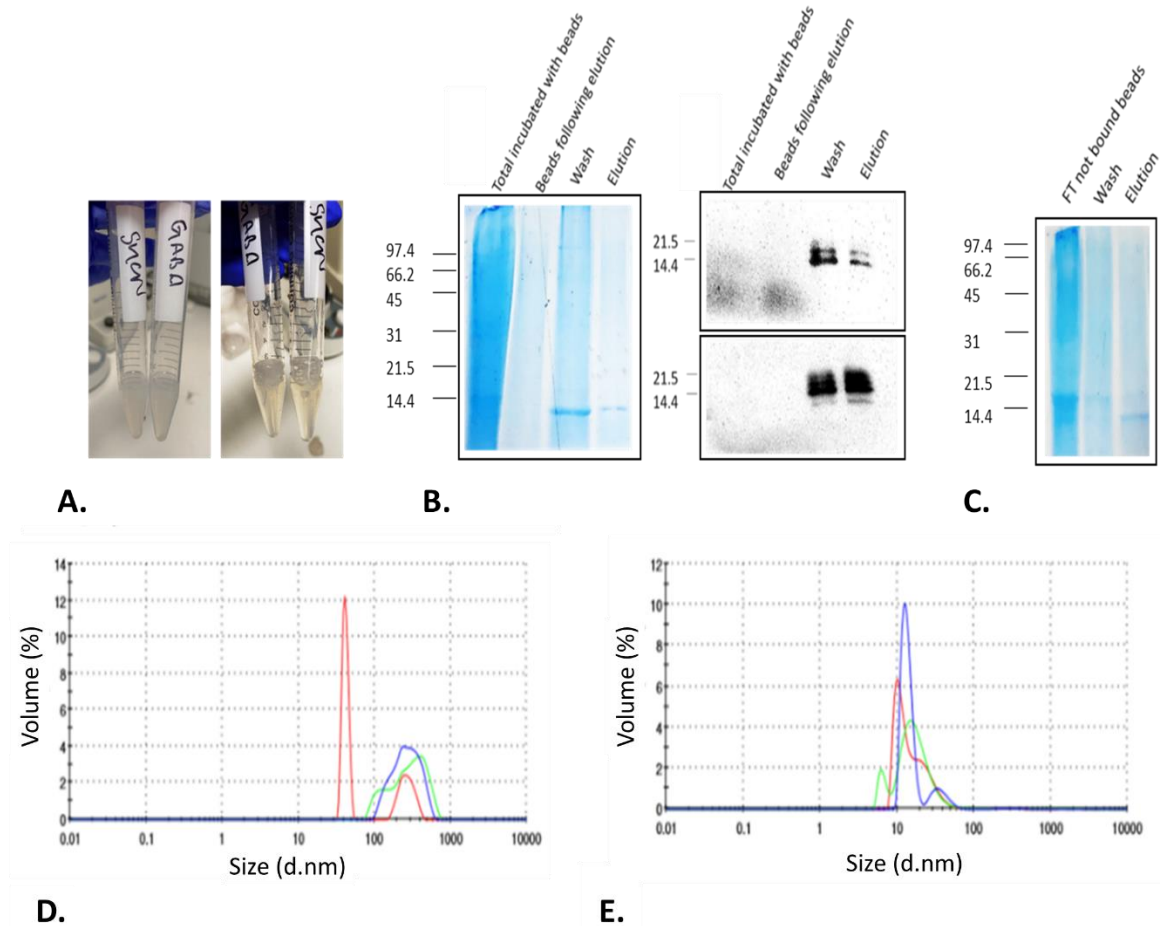 Total incubated with beads
Beads following elution
Wash
Elution
Total incubated with beads
Beads following elution
Wash
Elution
FT not bound beads
Wash
Elution
GABA
97.4
66.2
45
31
21.5
14.4
21.5
14.4
21.5
14.4
97.4
66.2
45
31
21.5
14.4
A.
B.
C.
14
12
10
8
6
4
2
0
0.01 0.1 1 10 100 1000 10000
Volume (%)
Size (d.nm)
12
10
8
6
4
2
0
0.01 0.1 1 10 100 1000 10000
Volume (%)
Size (d.nm)
D.
E.